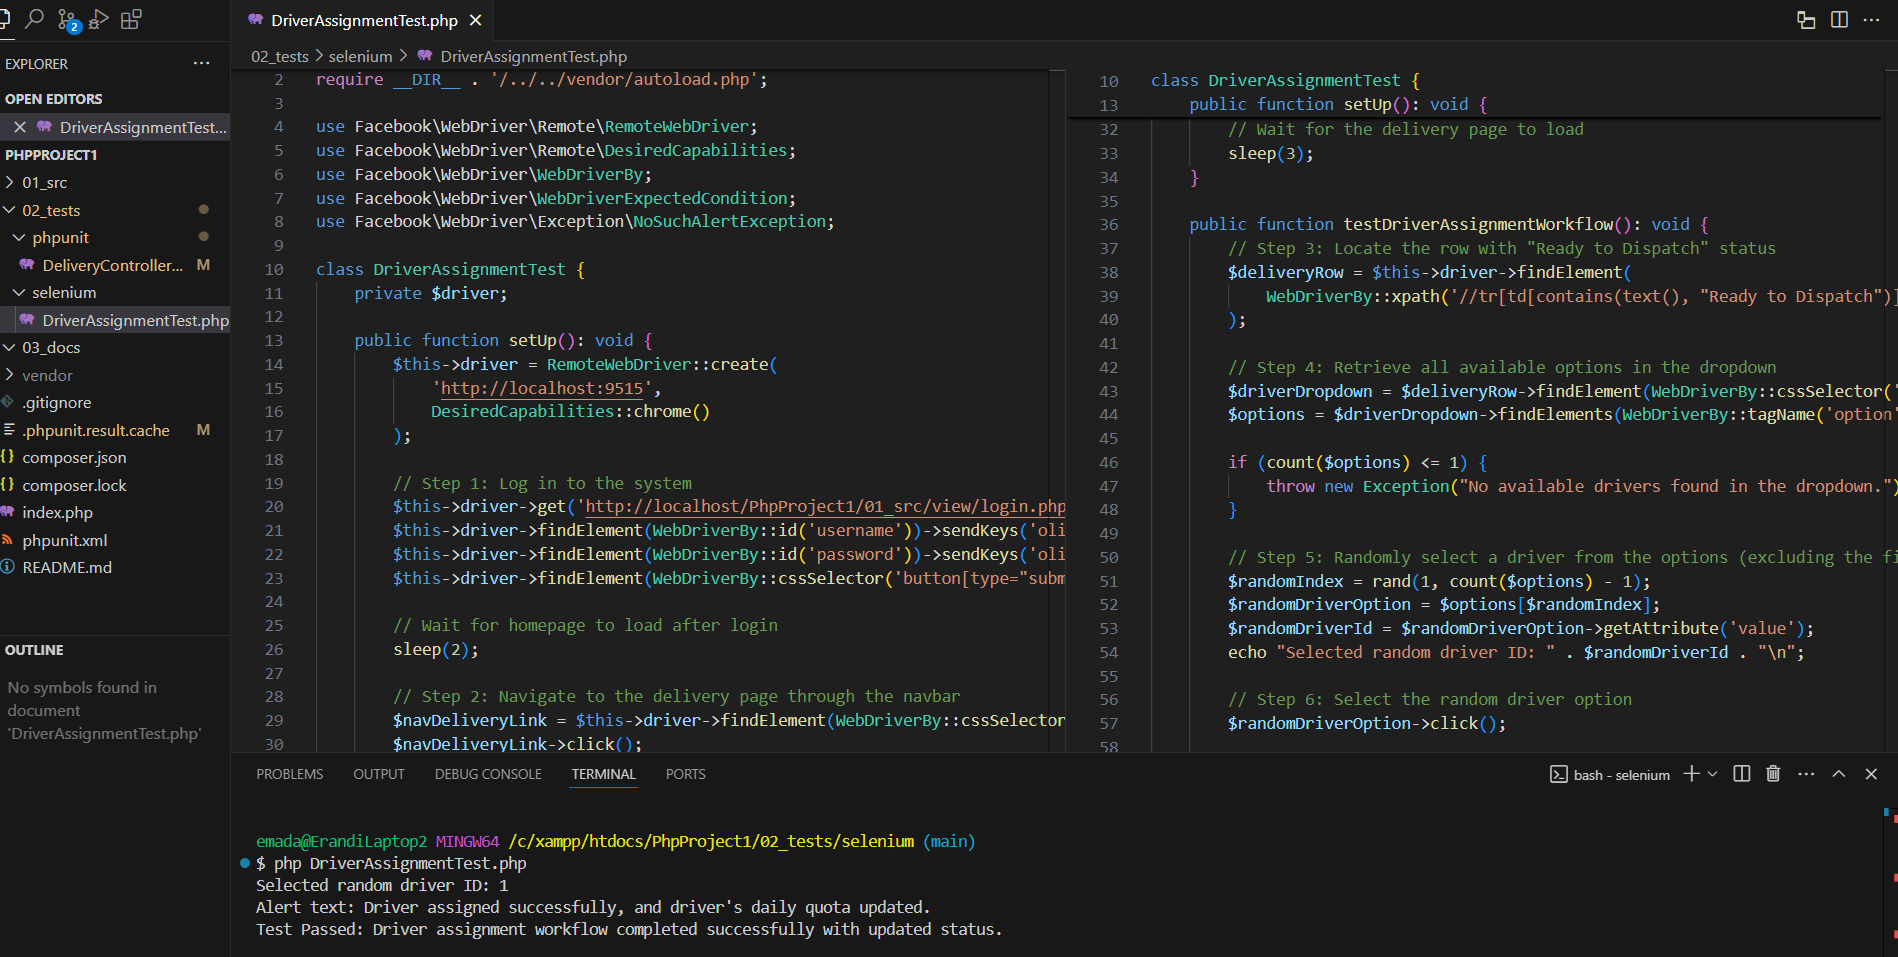 2
EXPLORER
OPEN EDITORS
DriverAssignmentTest...
PHPPROJECT1
01_src
02_tests
phpunit
DeliveryController... M
selenium
DriverAssignmentTest.php
03_docs
vendor
.gitignore
.phpunit.result.cache M
composer.json
composer.lock
index.php
phpunit.xml
README.md
OUTLINE
No symbols found in
document
'DriverAssignmentTest.php'
DriverAssignmentTest.php
02_tests > selenium > DriverAssignmentTest.php
2 require __DIR__ . '/../../vendor/autoload.php';
3
4 use Facebook\WebDriver\Remote\RemoteWebDriver;
5 use Facebook\WebDriver\Remote\DesiredCapabilities;
6 use Facebook\WebDriver\WebDriverBy;
7 use Facebook\WebDriver\WebDriverExpectedCondition;
8 use Facebook\WebDriver\Exception\NoSuchAlertException;
9
10 class DriverAssignmentTest {
11 private $driver;
12
13 public function setUp(): void {
14 $this->driver = RemoteWebDriver::create(
15 'http://localhost:9515',
16 DesiredCapabilities::chrome()
17 );
18
19 // Step 1: Log in to the system
20 $this->driver->get('http://localhost/PhpProject1/01_src/view/login.php
21 $this->driver->findElement(WebDriverBy::id('username'))->sendKeys('oli
22 $this->driver->findElement(WebDriverBy::id('password'))->sendKeys('oli
23 $this->driver->findElement(WebDriverBy::cssSelector('button[type="subm
24
25 // Wait for homepage to load after login
26 sleep(2);
27
28 // Step 2: Navigate to the delivery page through the navbar
29 $navDeliveryLink = $this->driver->findElement(WebDriverBy::cssSelector
30 $navDeliveryLink->click();
10 class DriverAssignmentTest {
13 public function setUp(): void {
32 // Wait for the delivery page to load
33 sleep(3);
34 }
35
36 public function testDriverAssignmentWorkflow(): void {
37 // Step 3: Locate the row with "Ready to Dispatch" status
38 $deliveryRow = $this->driver->findElement(
39 WebDriverBy::xpath('//tr[td[contains(text(), "Ready to Dispatch")]
40 );
41
42 // Step 4: Retrieve all available options in the dropdown
43 $driverDropdown = $deliveryRow->findElement(WebDriverBy::cssSelector('
44 $options = $driverDropdown->findElements(WebDriverBy::tagName('option'
45
46 if (count($options) <= 1) {
47 throw new Exception("No available drivers found in the dropdown.")
48 }
49
50 // Step 5: Randomly select a driver from the options (excluding the fi
51 $randomIndex = rand(1, count($options) - 1);
52 $randomDriverOption = $options[$randomIndex];
53 $randomDriverId = $randomDriverOption->getAttribute('value');
54 echo "Selected random driver ID: " . $randomDriverId . "\n";
55
56 // Step 6: Select the random driver option
57 $randomDriverOption->click();
58
PROBLEMS OUTPUT DEBUG CONSOLE TERMINAL PORTS
bash - selenium
emada@ErandiLaptop2 MINGW64 /c/xampp/htdocs/PhpProject1/02_tests/selenium (main)
$ php DriverAssignmentTest.php
Selected random driver ID: 1
Alert text: Driver assigned successfully, and driver's daily quota updated.
Test Passed: Driver assignment workflow completed successfully with updated status.